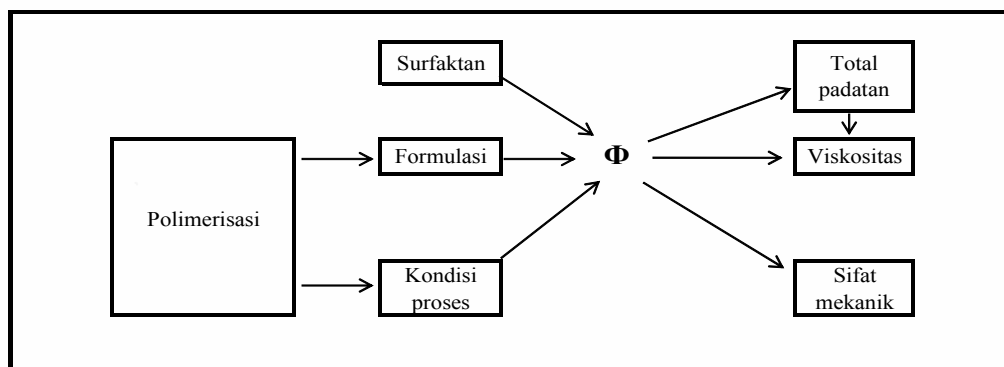 Surfaktan
Total
padatan
Formulasi
Φ
Viskositas
Polimerisasi
Kondisi
proses
Sifat
mekanik